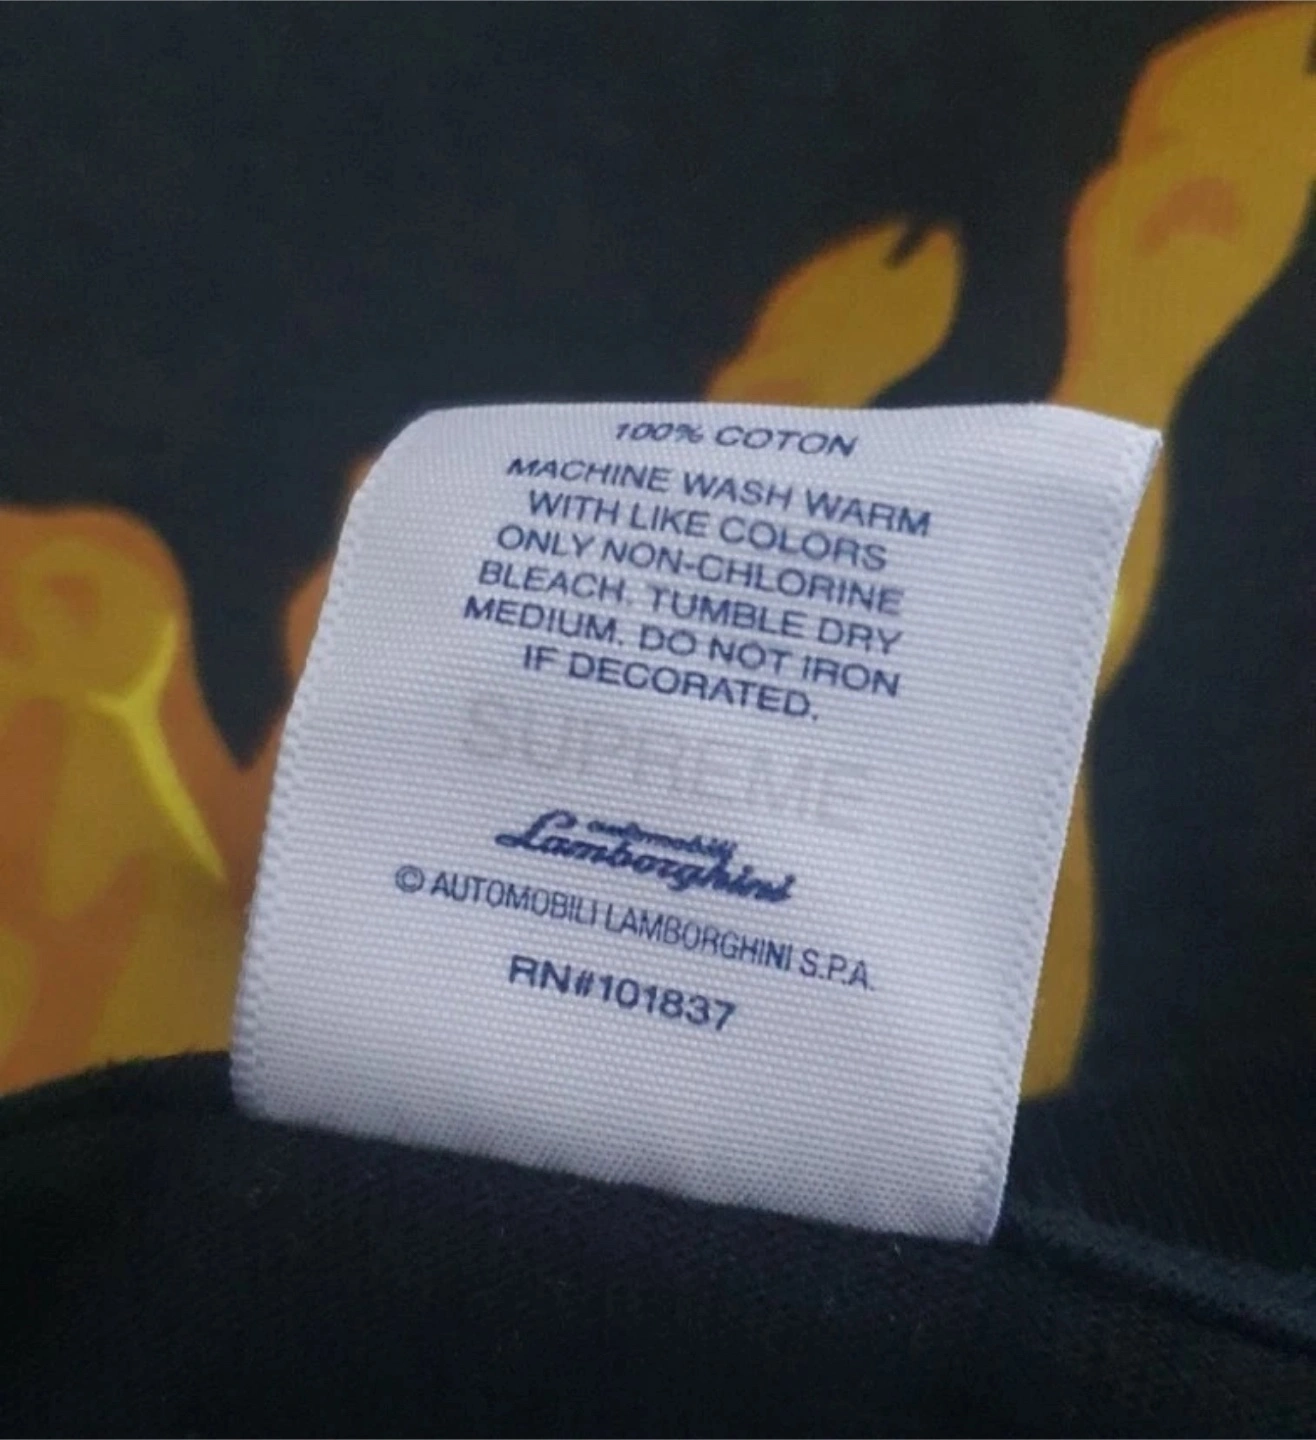 100% COTON
MACHINE WASH WARM
WITH LIKE COLORS
ONLY NON-CHLORINE
BLEACH. TUMBLE DRY
MEDIUM. DO NOT IRON
IF DECORATED.
SUPREME
automobili
Lamborghini
© AUTOMOBILI LAMBORGHINI S.P.A.
RN#101837